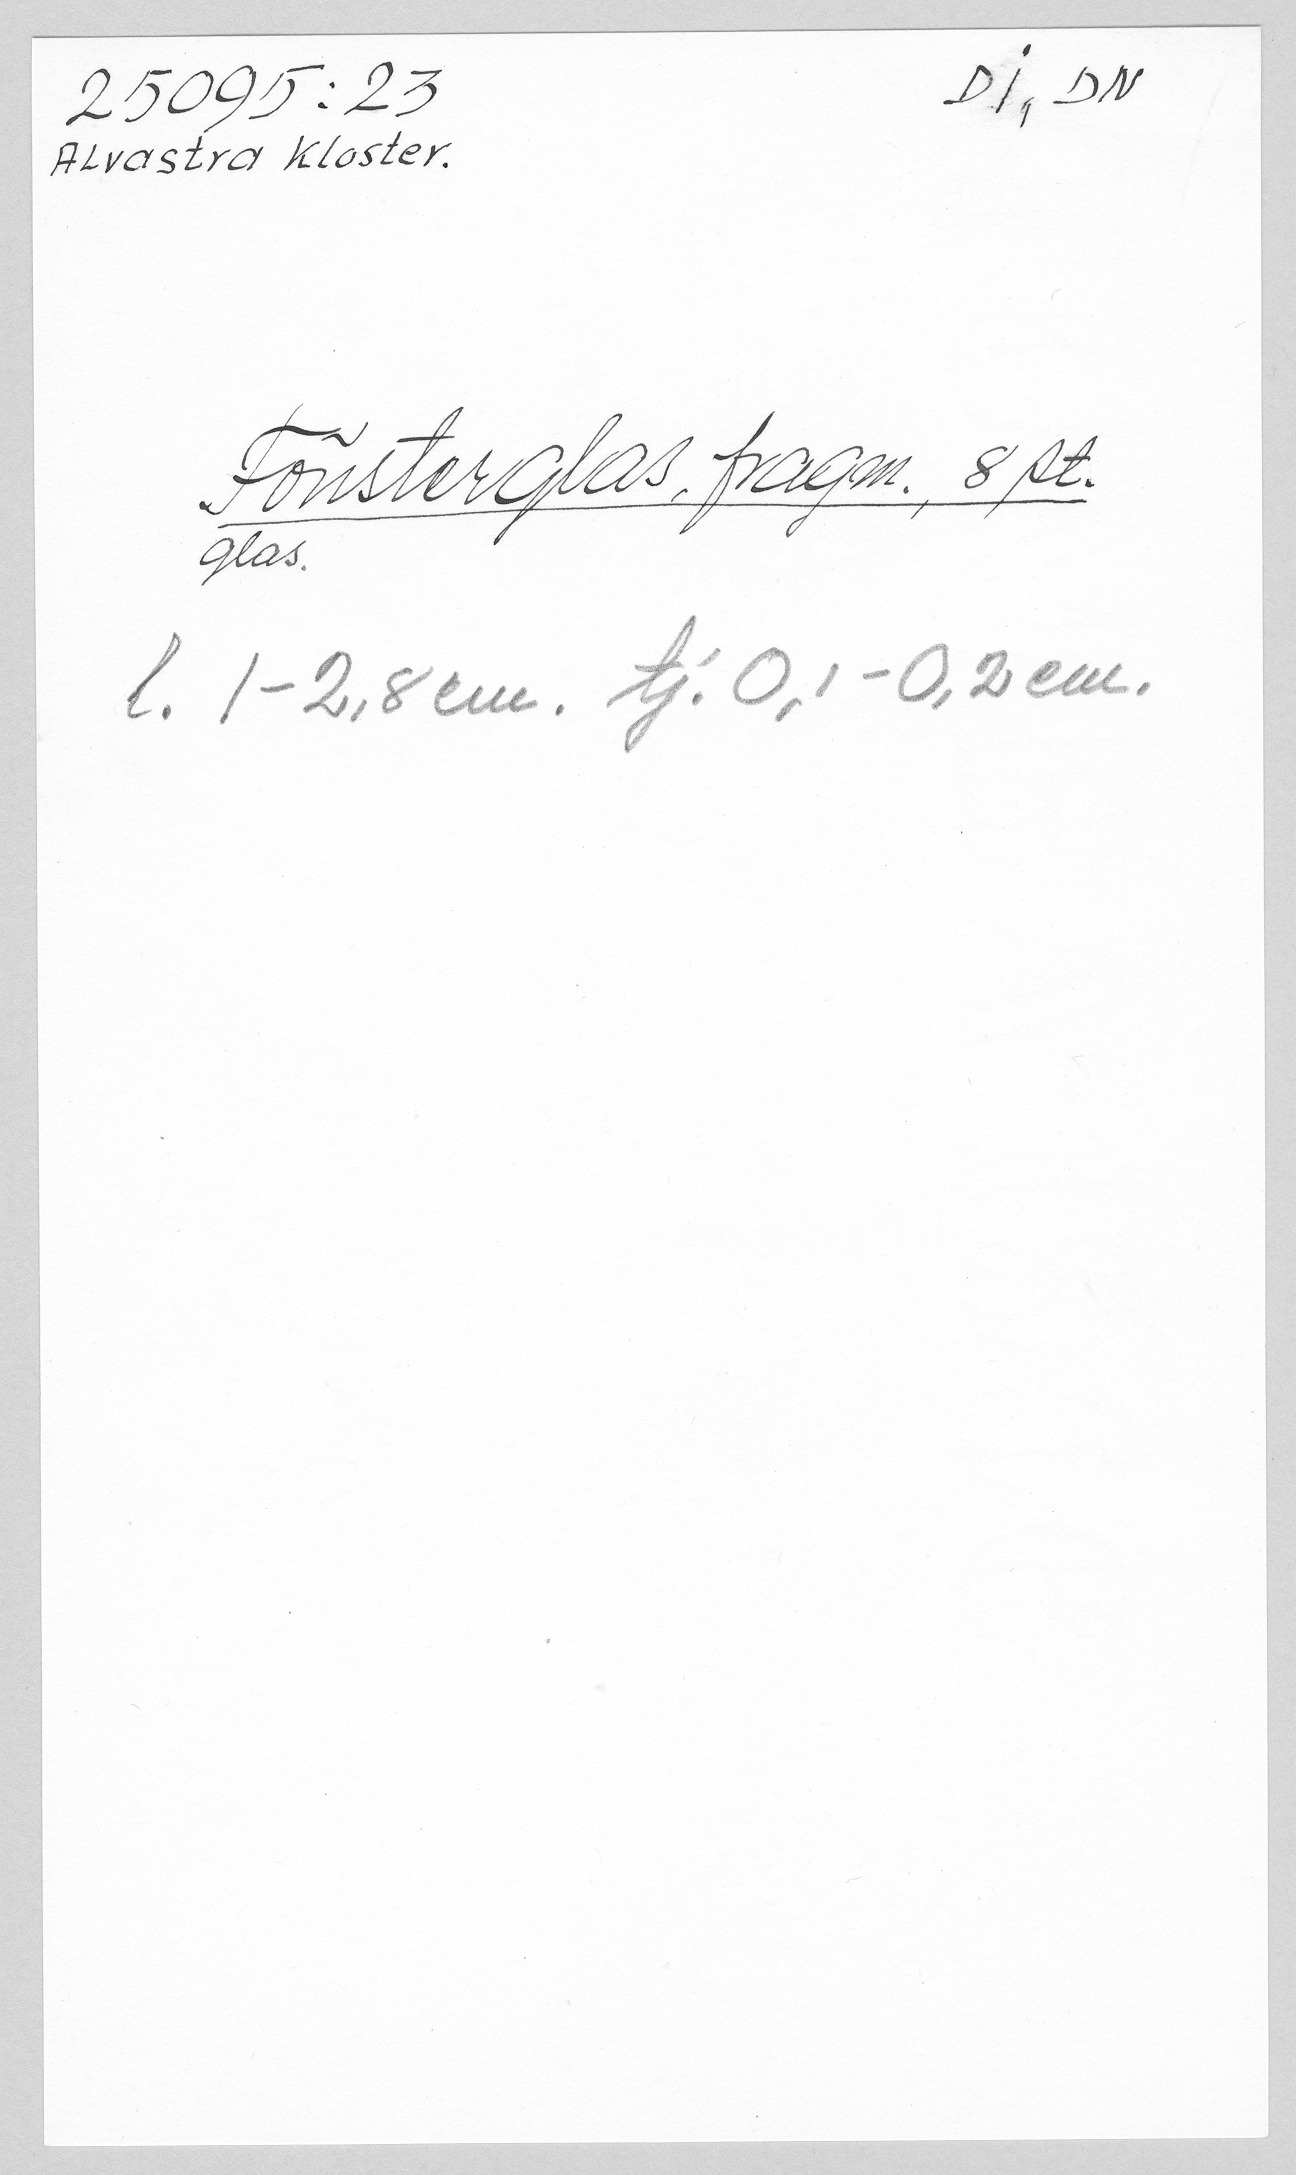 25095:23
Di, DN
Alvastra Kloster.
Fönsterglas, fragm., 8 st.
glas.
l. 1-2,8 cm. tj. 0,1-0,2 cm.